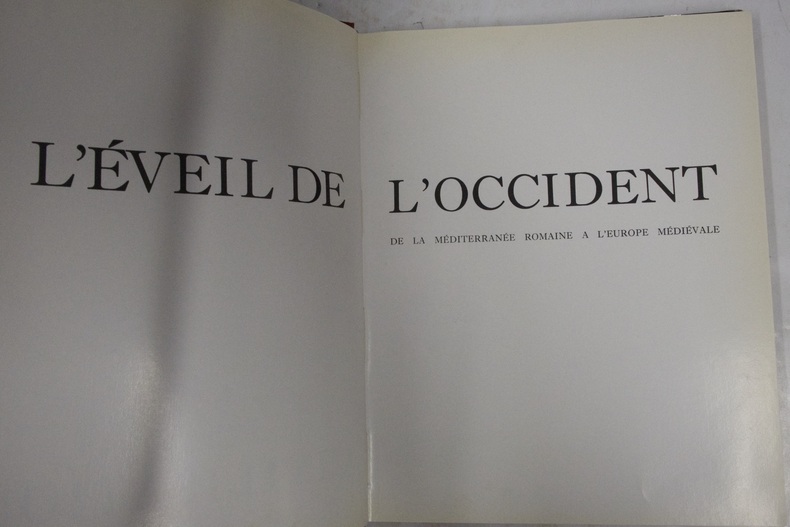 L'ÉVEIL DE L'OCCIDENT
DE LA MÉDITERRANÉE ROMAINE A L'EUROPE MÉDIÉVALE